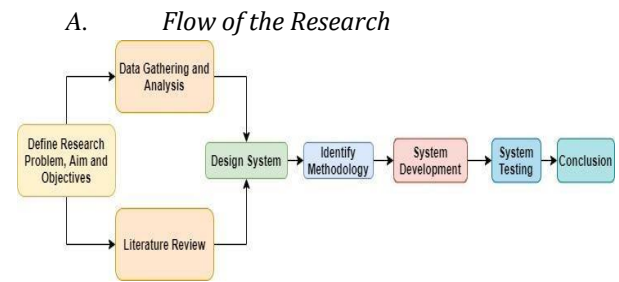 A. Flow of the Research
Data Gathering and
Analysis
Define Research
Problem, Aim and
Objectives
Design System
Identify
Methodology
System
Development
System
Testing
Conclusion
Literature Review